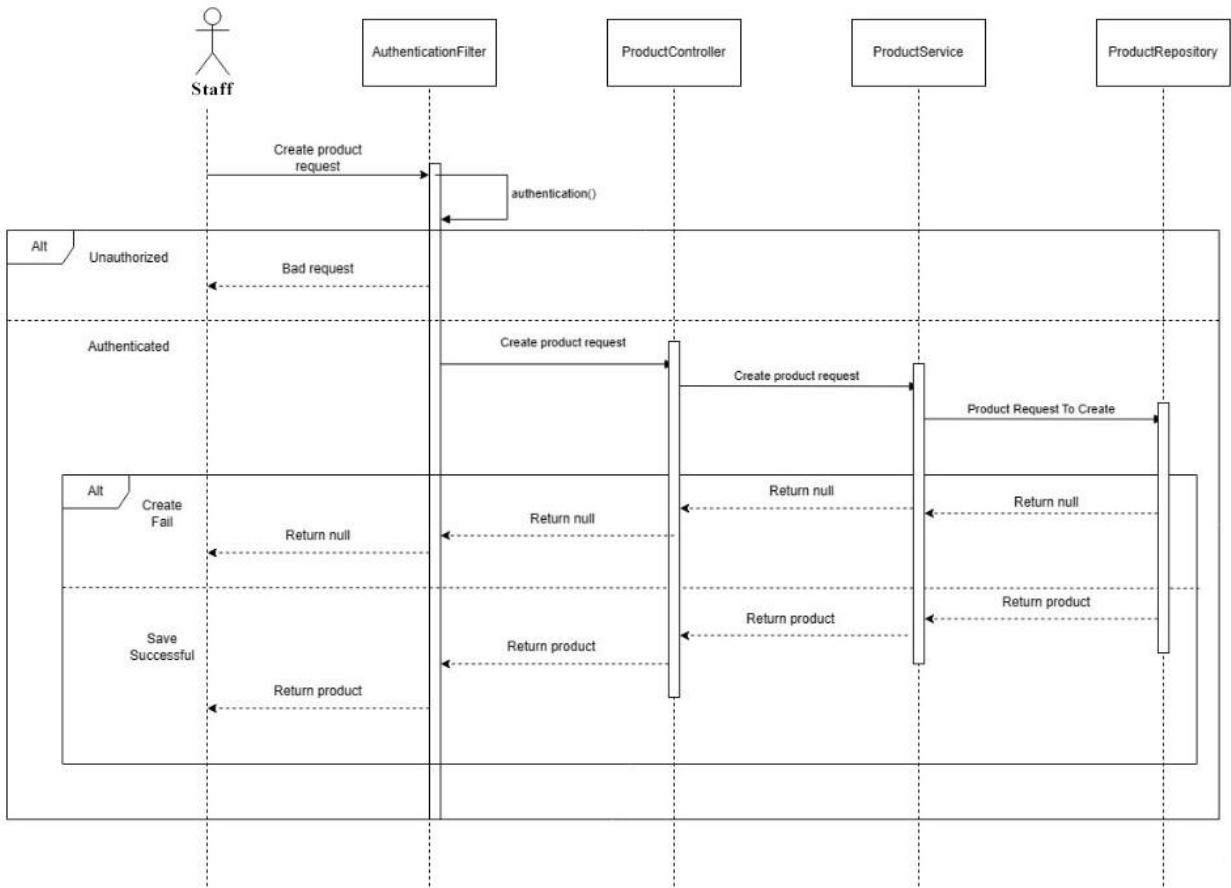 Staff
AuthenticationFilter
ProductController
ProductService
ProductRepository
Create product
request
authentication()
Alt
Unauthorized
Bad request
Authenticated
Create product request
Create product request
Product Request To Create
Alt
Create
Fail
Return null
Return null
Return null
Return null
Save
Successful
Return product
Return product
Return product
Return product